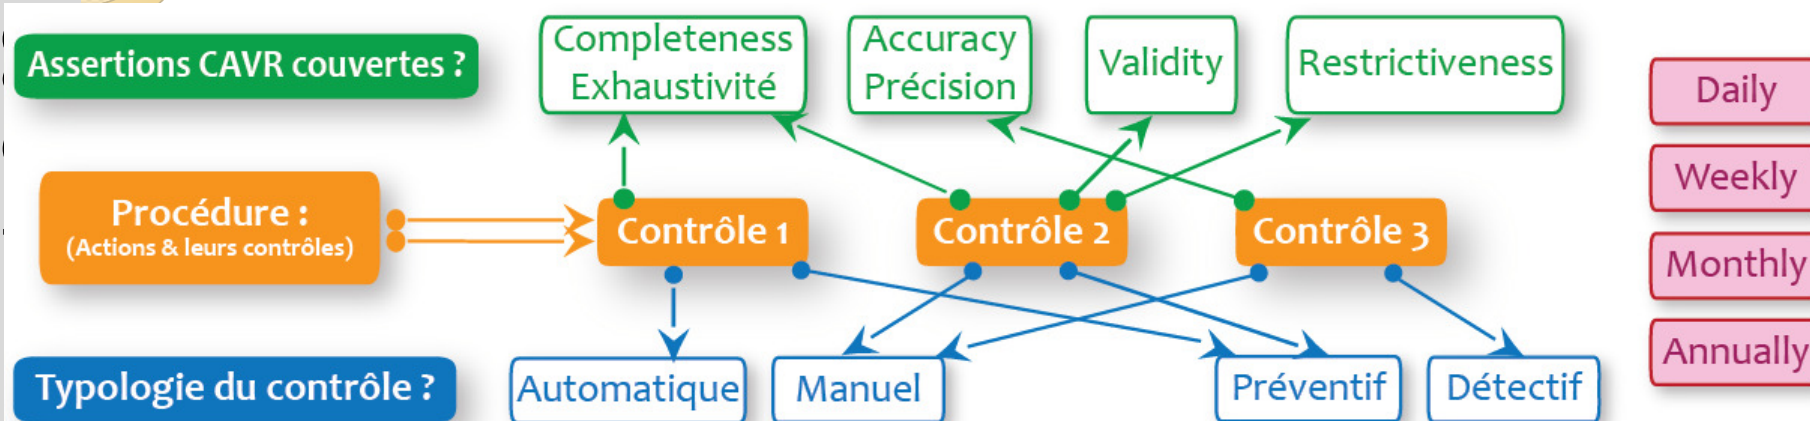 Assertions CAVR couvertes ?
Completeness
Exhaustivité
Accuracy
Précision
Validity
Restrictiveness
Daily
Weekly
Monthly
Annually
Procédure :
(Actions & leurs contrôles)
Contrôle 1
Contrôle 2
Contrôle 3
Typologie du contrôle ?
Automatique
Manuel
Préventif
Détectif